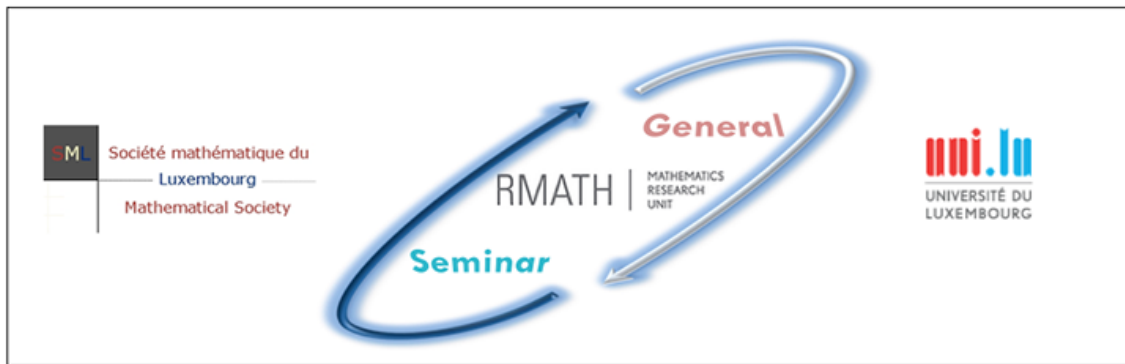 SML
Société mathématique du
Luxembourg
Mathematical Society
General
RMATH
MATHEMATICS
RESEARCH
UNIT
Seminar
uni.lu
UNIVERSITÉ DU
LUXEMBOURG